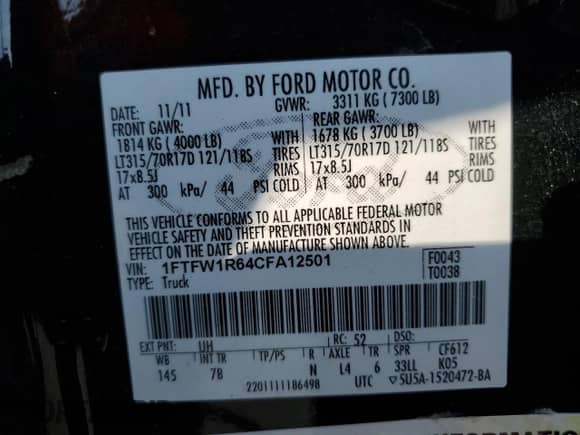 MFD. BY FORD MOTOR CO.
DATE: 11/11 GVWR: 3311 KG ( 7300 LB)
FRONT GAWR: REAR GAWR:
1814 KG ( 4000 LB) WITH 1678 KG ( 3700 LB) WITH
LT315/70R17D 121/118S TIRES LT315/70R17D 121/118S TIRES
17x8.5J RIMS 17x8.5J RIMS
AT 300 kPa/ 44 PSI COLD AT 300 kPa/ 44 PSI COLD
THIS VEHICLE CONFORMS TO ALL APPLICABLE FEDERAL MOTOR
VEHICLE SAFETY AND THEFT PREVENTION STANDARDS IN
EFFECT ON THE DATE OF MANUFACTURE SHOWN ABOVE.
VIN: 1FTFW1R64CFA12501 F0043
TYPE: Truck T0038
EXT PNT: UH RC: 52 DSO:
WB INT TR TP/PS R AXLE TR SPR CF612
145 7B N L4 6 33LL K05
2201111186498 UTC 5U5A-1520472-BA